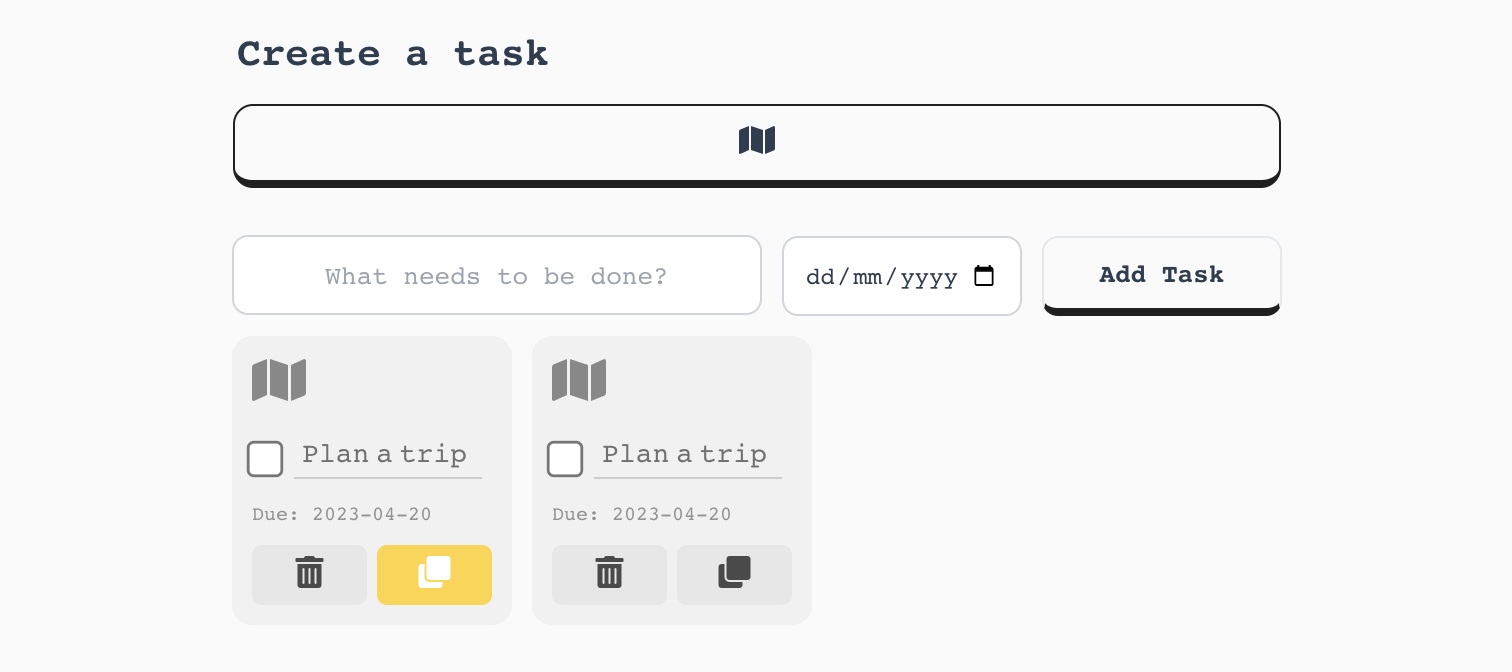 Create a task
What needs to be done?
dd/mm/yyyy
Add Task
Plan a trip
Due: 2023-04-20
Plan a trip
Due: 2023-04-20